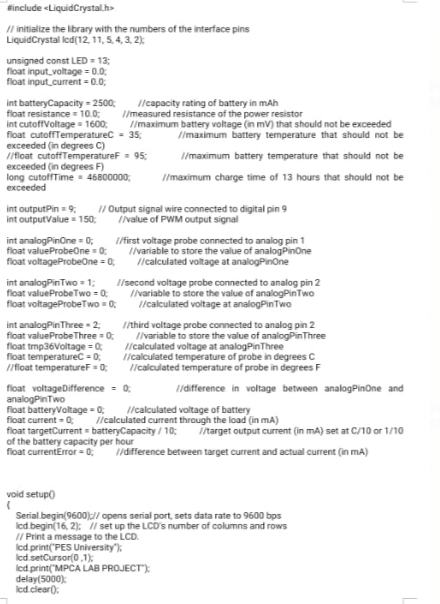 #include <LiquidCrystal.h>
// initialize the library with the numbers of the interface pins
LiquidCrystal lcd(12, 11, 5, 4, 3, 2);
unsigned const LED = 13;
float input_voltage = 0.0;
float input_current = 0.0;
int batteryCapacity = 2500; //capacity rating of battery in mAh
float resistance = 10.0; //measured resistance of the power resistor
int cutoffVoltage = 1600; //maximum battery voltage (in mV) that should not be exceeded
float cutoffTemperatureC = 35; //maximum battery temperature that should not be
exceeded (in degrees C)
//float cutoffTemperatureF = 95; //maximum battery temperature that should not be
exceeded (in degrees F)
long cutoffTime = 46800000; //maximum charge time of 13 hours that should not be
exceeded
int outputPin = 9; // Output signal wire connected to digital pin 9
int outputValue = 150; //value of PWM output signal
int analogPinOne = 0; //first voltage probe connected to analog pin 1
float valueProbeOne = 0; //variable to store the value of analogPinOne
float voltageProbeOne = 0; //calculated voltage at analogPinOne
int analogPinTwo = 1; //second voltage probe connected to analog pin 2
float valueProbeTwo = 0; //variable to store the value of analogPinTwo
float voltageProbeTwo = 0; //calculated voltage at analogPinTwo
int analogPinThree = 2; //third voltage probe connected to analog pin 2
float valueProbeThree = 0; //variable to store the value of analogPinThree
float tmp36Voltage = 0; //calculated voltage at analogPinThree
float temperatureC = 0; //calculated temperature of probe in degrees C
//float temperatureF = 0; //calculated temperature of probe in degrees F
float voltageDifference = 0; //difference in voltage between analogPinOne and
analogPinTwo
float batteryVoltage = 0; //calculated voltage of battery
float current = 0; //calculated current through the load (in mA)
float targetCurrent = batteryCapacity / 10; //target output current (in mA) set at C/10 or 1/10
of the battery capacity per hour
float currentError = 0; //difference between target current and actual current (in mA)
void setup()
{
Serial.begin(9600);// opens serial port, sets data rate to 9600 bps
lcd.begin(16, 2); // set up the LCD's number of columns and rows
// Print a message to the LCD.
lcd.print("PES University");
lcd.setCursor(0 ,1);
lcd.print("MPCA LAB PROJECT");
delay(5000);
lcd.clear();